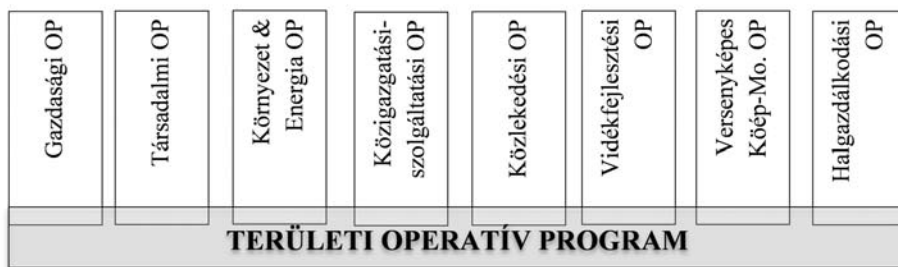 Gazdasági OP
Társadalmi OP
Környezet &
Energia OP
Közigazgatási-
szolgáltatási OP
Közlekedési OP
Vidékfejlesztési
OP
Versenyképes
Köép-Mo. OP
Halgazdálkodási
OP
TERÜLETI OPERATÍV PROGRAM